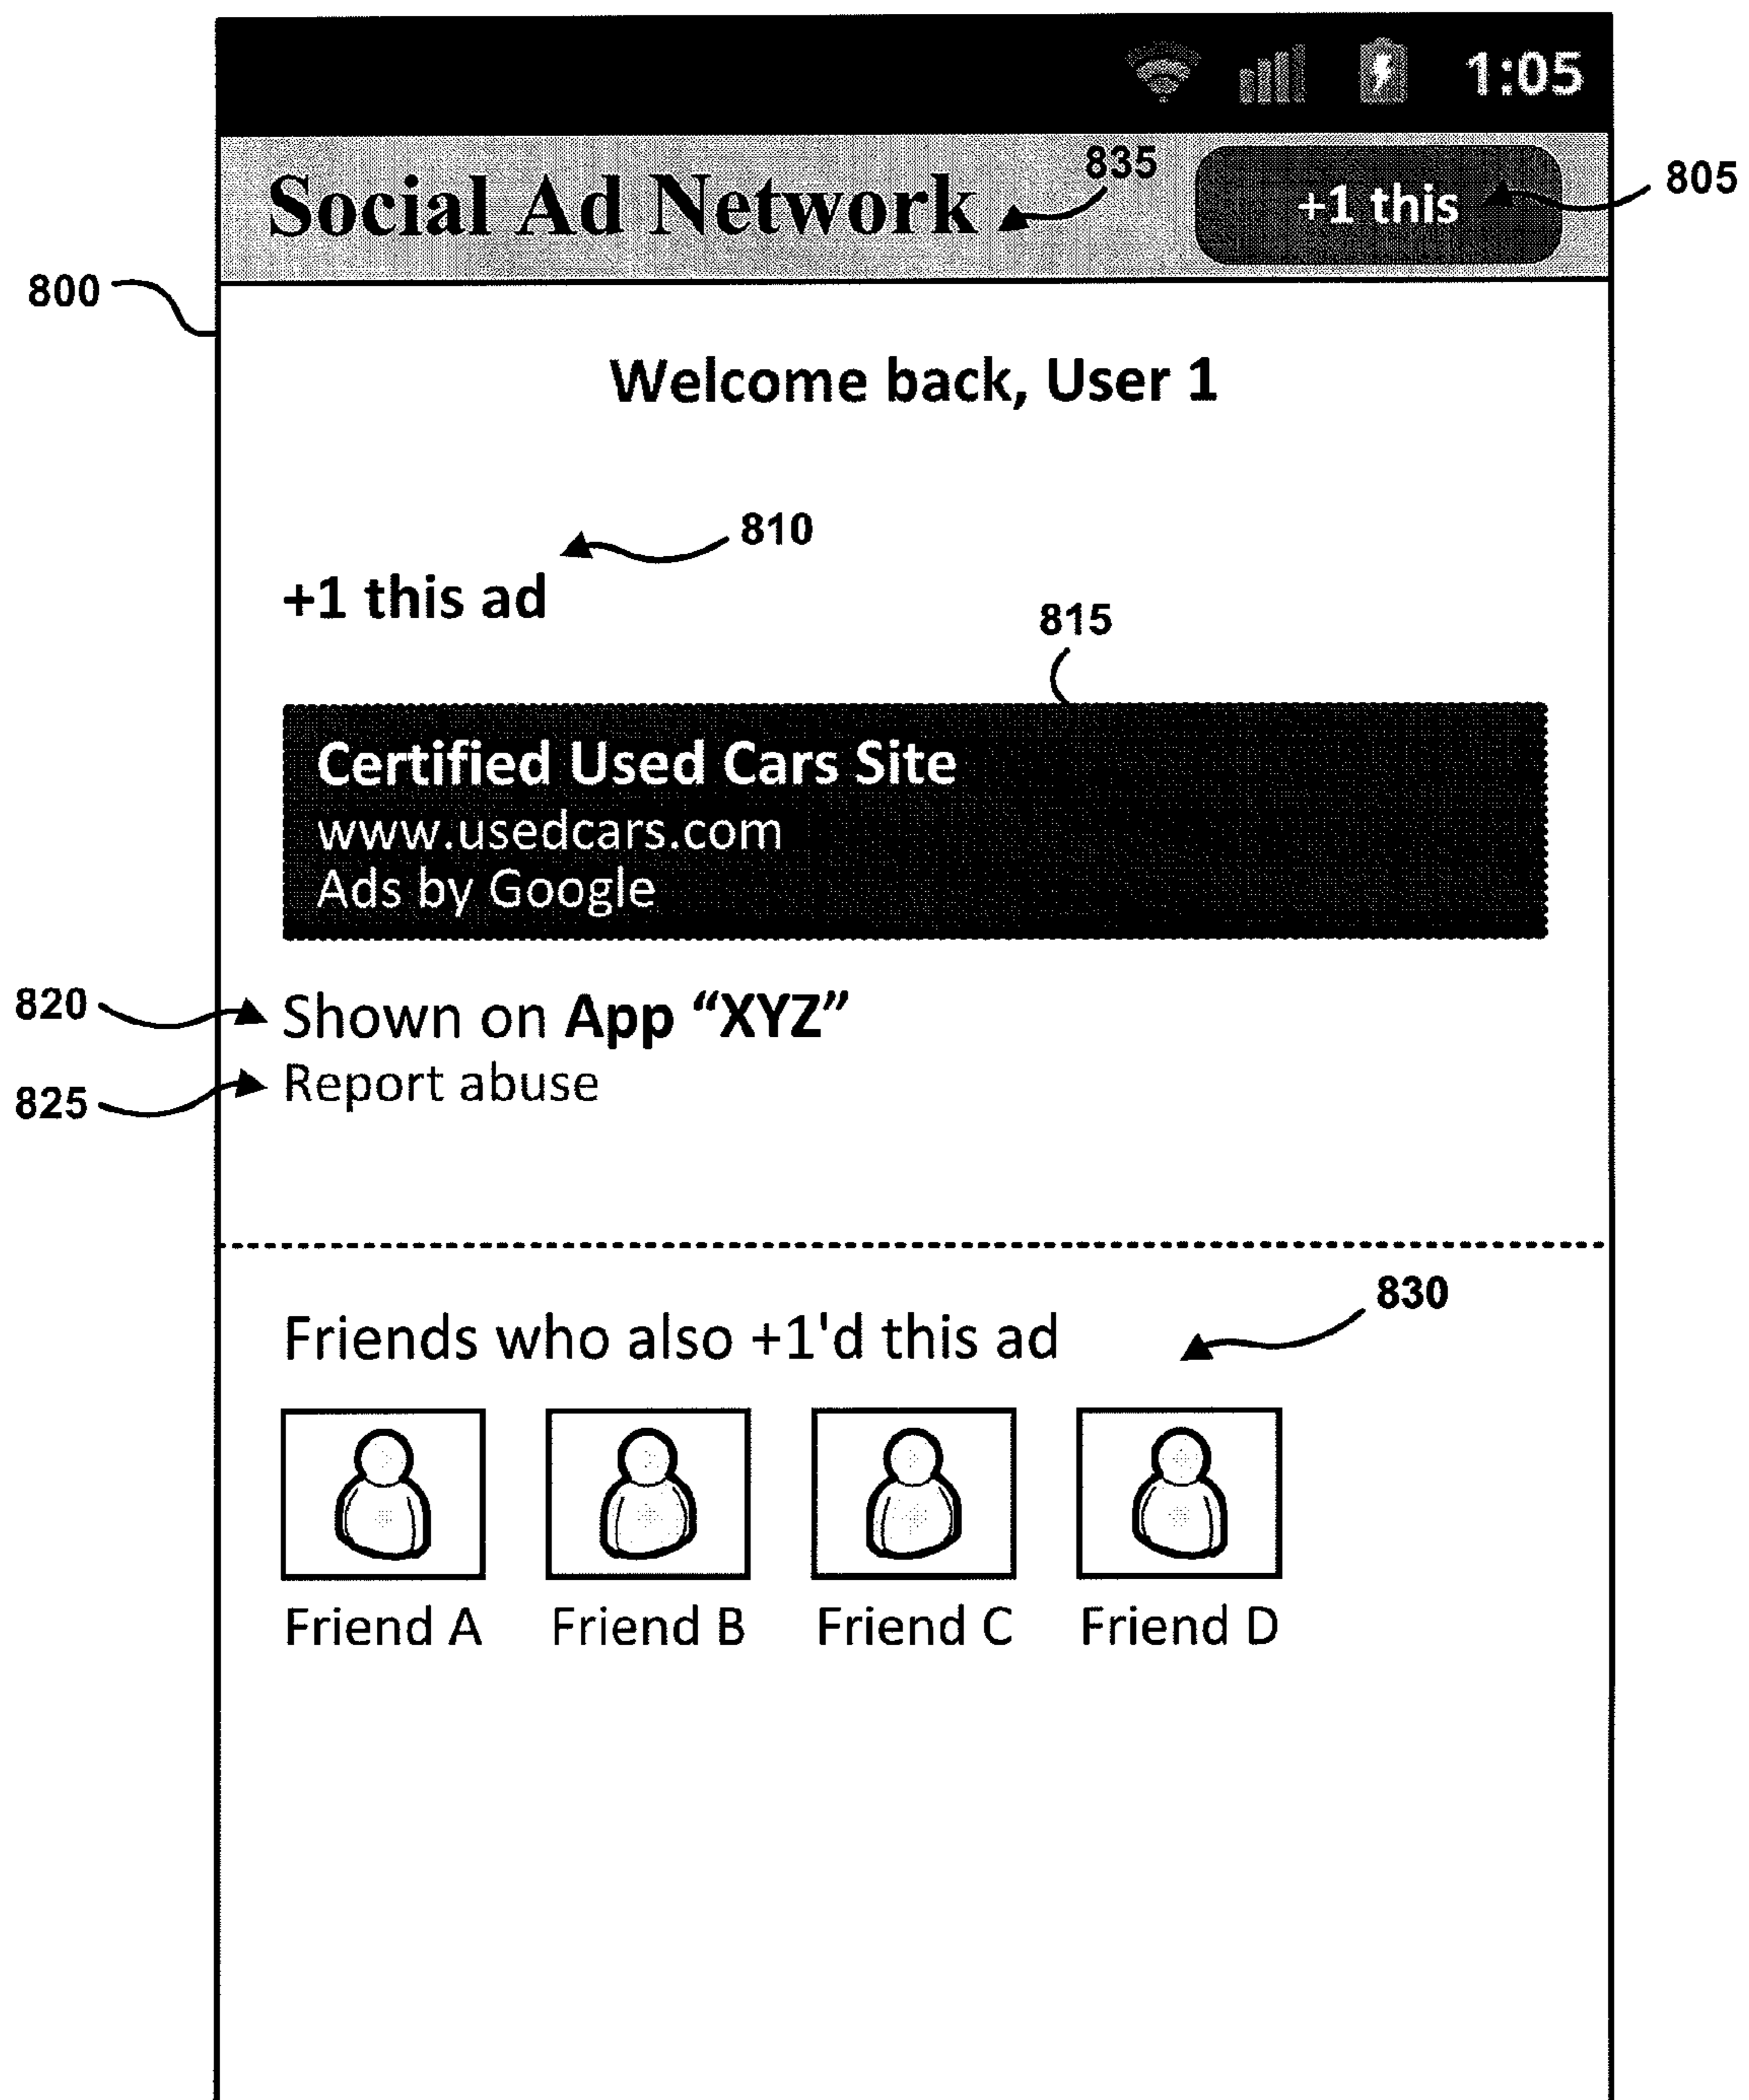 1:05
Social Ad Network
835
+1 this
805
800
Welcome back, User 1
810
+1 this ad
815
Certified Used Cars Site
www.usedcars.com
Ads by Google
820
Shown on App “XYZ”
825
Report abuse
830
Friends who also +1'd this ad
Friend A Friend B Friend C Friend D